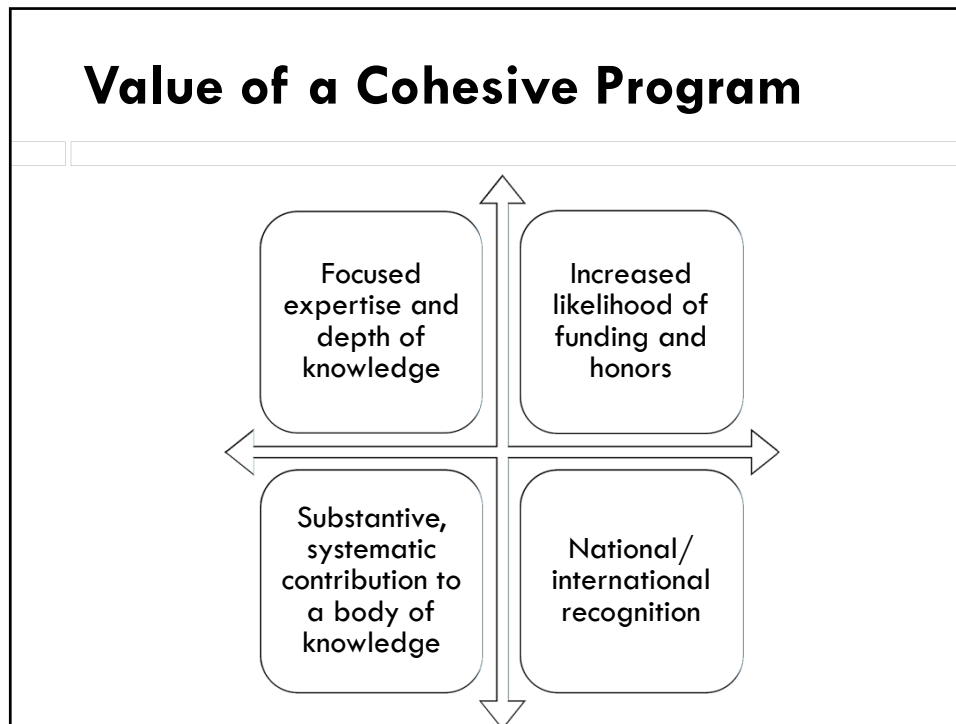 Value of a Cohesive Program
Focused
expertise and
depth of
knowledge
Increased
likelihood of
funding and
honors
Substantive,
systematic
contribution to
a body of
knowledge
National/
international
recognition